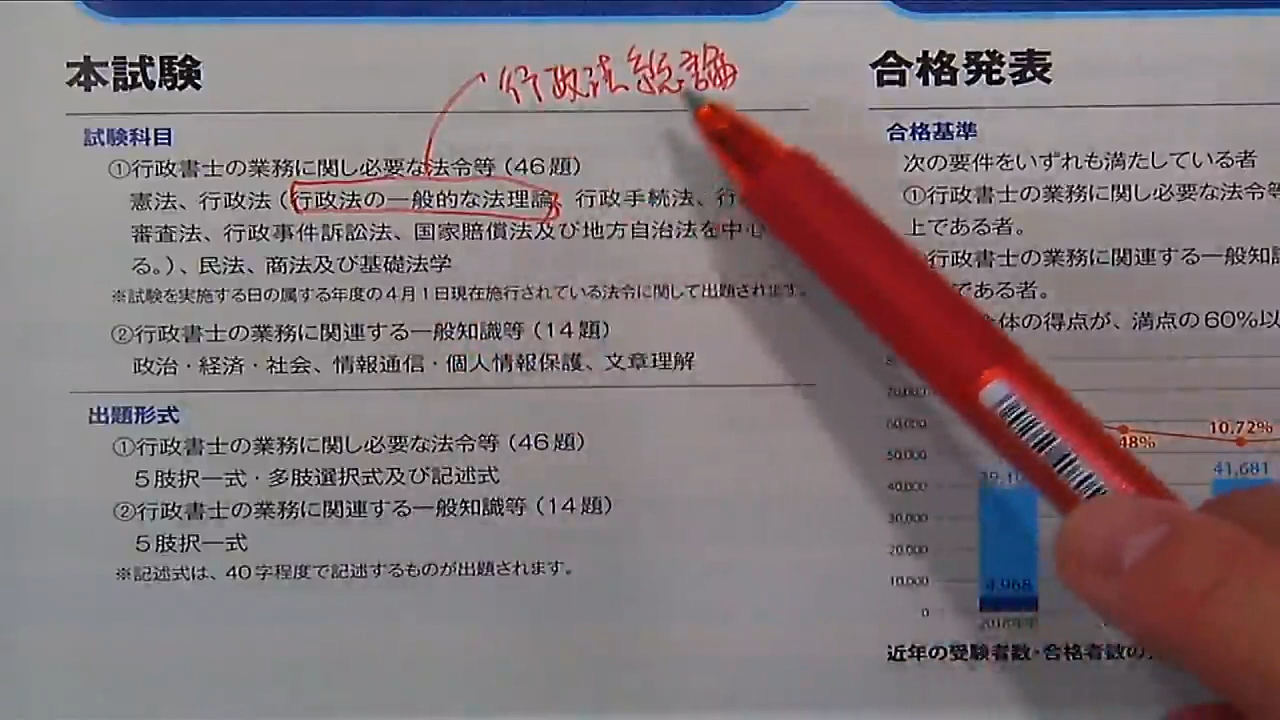 本試験
行政法総論
試験科目
①行政書士の業務に関し必要な法令等(46題)
憲法、行政法(行政法の一般的な法理論、行政手続法、行
審査法、行政事件訴訟法、国家賠償法及び地方自治法を中心
る。)、民法、商法及び基礎法学
※試験を実施する日の属する年度の4月1日現在施行されている法令に関して出題されます。
②行政書士の業務に関連する一般知識等(14題)
政治・経済・社会、情報通信・個人情報保護、文章理解
出題形式
①行政書士の業務に関し必要な法令等(46題)
5肢択一式・多肢選択式及び記述式
②行政書士の業務に関連する一般知識等(14題)
5肢択一式
※記述式は、40字程度で記述するものが出題されます。
合格発表
合格基準
次の要件をいずれも満たしている者
①行政書士の業務に関し必要な法令等
上である者。
行政書士の業務に関連する一般知識
である者。
体の得点が、満点の60%以
70,000
60,000
50,000
40,000
30,000
20,000
10,000
0
48%
10.72%
41,681
4,968
近年の受験者数・合格者数の